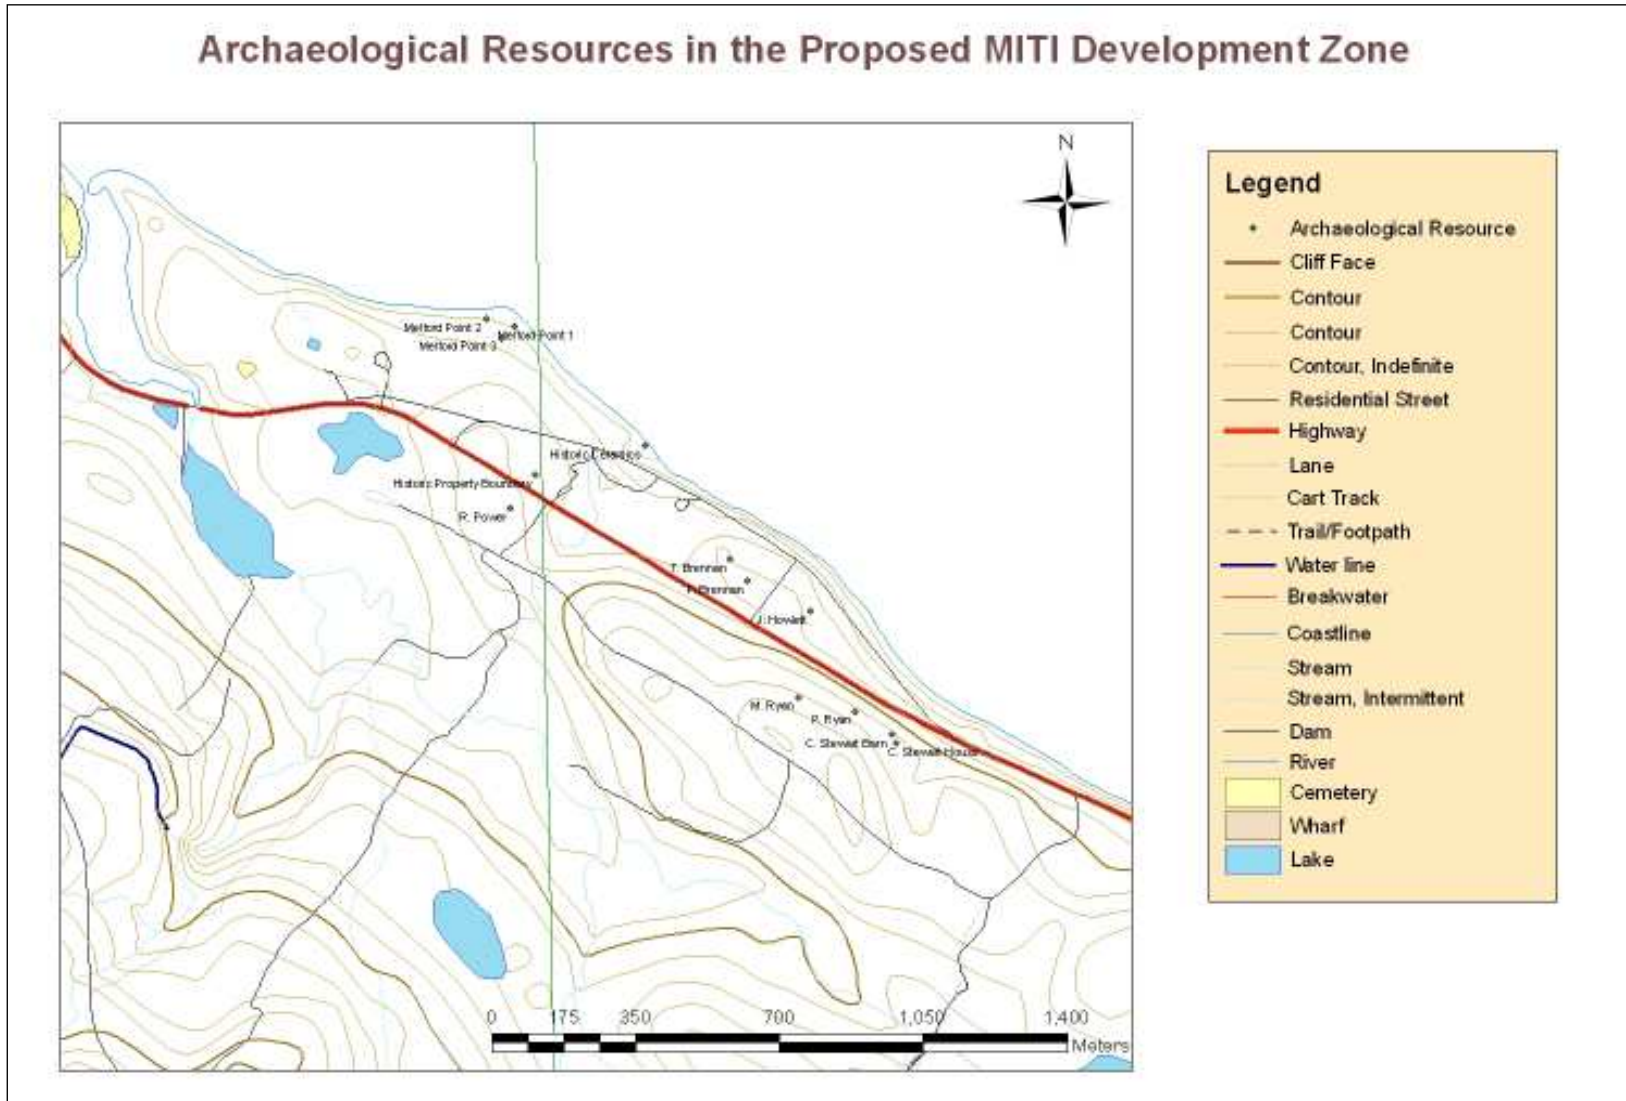 Archaeological Resources in the Proposed MITI Development Zone
N
Melford Point 2
Melford Point 1
Melford Point 3
Historic Ceramics
Historic Property Boundary
R. Power
T. Brennan
P. Brennan
J. Howlett
M. Ryan
P. Ryan
C. Stewart Barn
C. Stewart House
0 175 350 700 1,050 1,400
Meters
Legend
Archaeological Resource
Cliff Face
Contour
Contour
Contour, Indefinite
Residential Street
Highway
Lane
Cart Track
Trail/Footpath
Water line
Breakwater
Coastline
Stream
Stream, Intermittent
Dam
River
Cemetery
Wharf
Lake